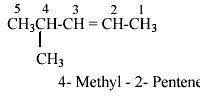 5 4 3 2 1
CH₃CH-CH = CH-CH₃
CH₃
4- Methyl - 2- Pentene